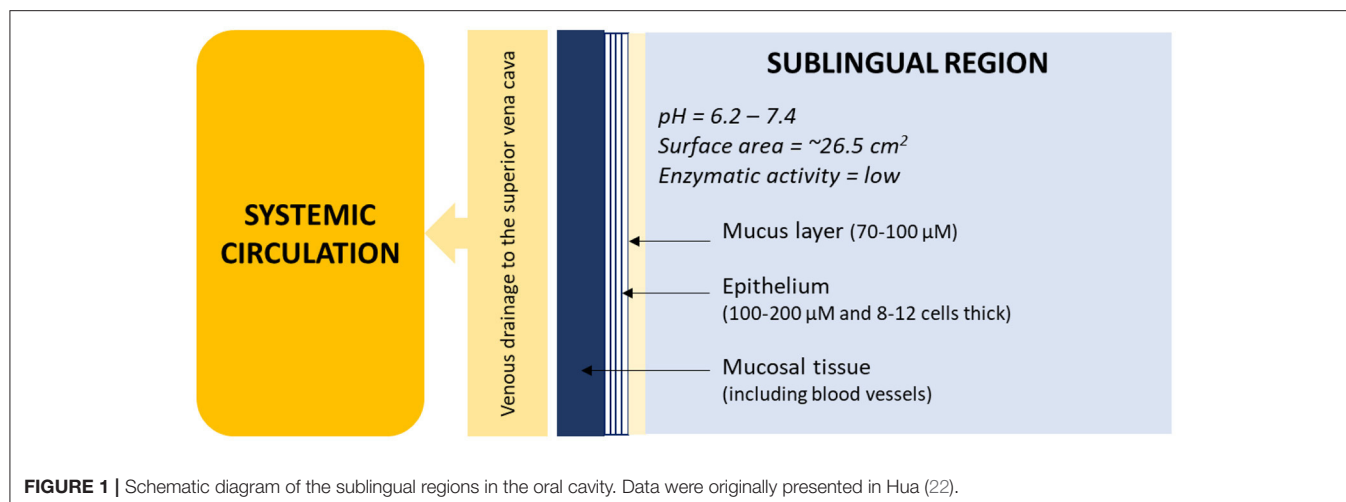 SYSTEMIC
CIRCULATION
Venous drainage to the superior vena cava
SUBLINGUAL REGION
pH = 6.2 – 7.4
Surface area = ~26.5 cm²
Enzymatic activity = low
Mucus layer (70-100 µM)
Epithelium
(100-200 µM and 8-12 cells thick)
Mucosal tissue
(including blood vessels)
FIGURE 1 | Schematic diagram of the sublingual regions in the oral cavity. Data were originally presented in Hua (22).